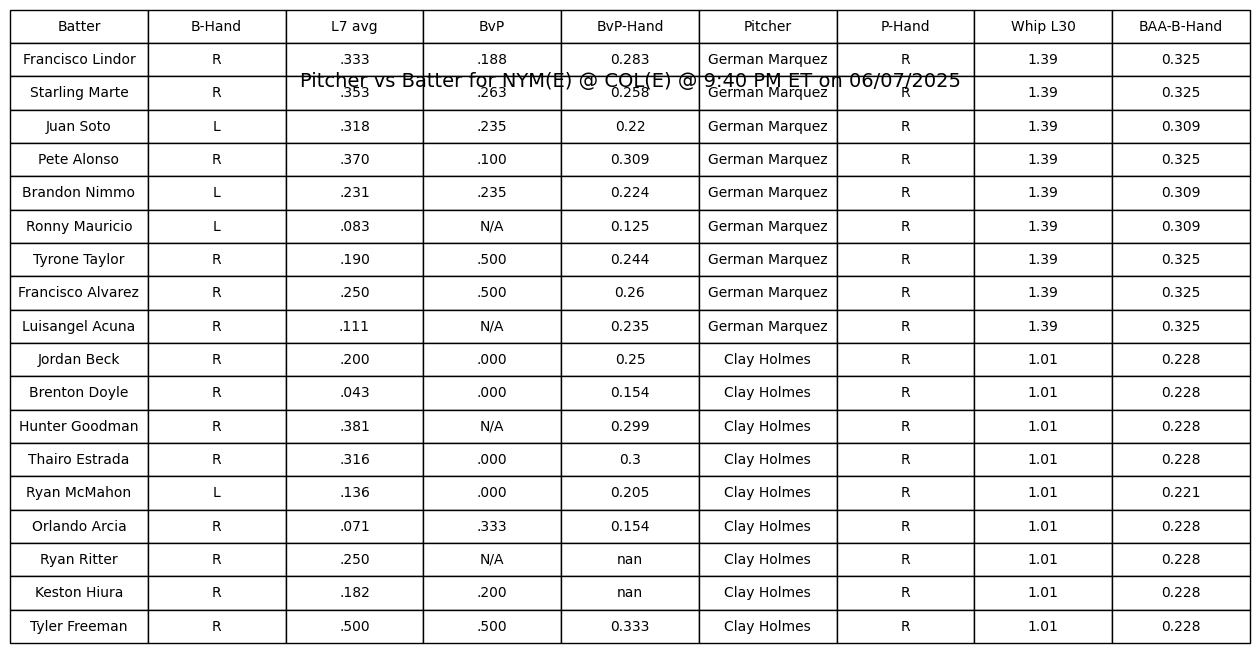 Batter B-Hand L7 avg BvP BvP-Hand Pitcher P-Hand Whip L30 BAA-B-Hand
Francisco Lindor R .333 .188 0.283 German Marquez R 1.39 0.325
Pitcher vs Batter for NYM(E) @ COL(E) @ 9:40 PM ET on 06/07/2025
Starling Marte R .353 .263 0.258 German Marquez R 1.39 0.325
Juan Soto L .318 .235 0.22 German Marquez R 1.39 0.309
Pete Alonso R .370 .100 0.309 German Marquez R 1.39 0.325
Brandon Nimmo L .231 .235 0.224 German Marquez R 1.39 0.309
Ronny Mauricio L .083 N/A 0.125 German Marquez R 1.39 0.309
Tyrone Taylor R .190 .500 0.244 German Marquez R 1.39 0.325
Francisco Alvarez R .250 .500 0.26 German Marquez R 1.39 0.325
Luisangel Acuna R .111 N/A 0.235 German Marquez R 1.39 0.325
Jordan Beck R .200 .000 0.25 Clay Holmes R 1.01 0.228
Brenton Doyle R .043 .000 0.154 Clay Holmes R 1.01 0.228
Hunter Goodman R .381 N/A 0.299 Clay Holmes R 1.01 0.228
Thairo Estrada R .316 .000 0.3 Clay Holmes R 1.01 0.228
Ryan McMahon L .136 .000 0.205 Clay Holmes R 1.01 0.221
Orlando Arcia R .071 .333 0.154 Clay Holmes R 1.01 0.228
Ryan Ritter R .250 N/A nan Clay Holmes R 1.01 0.228
Keston Hiura R .182 .200 nan Clay Holmes R 1.01 0.228
Tyler Freeman R .500 .500 0.333 Clay Holmes R 1.01 0.228